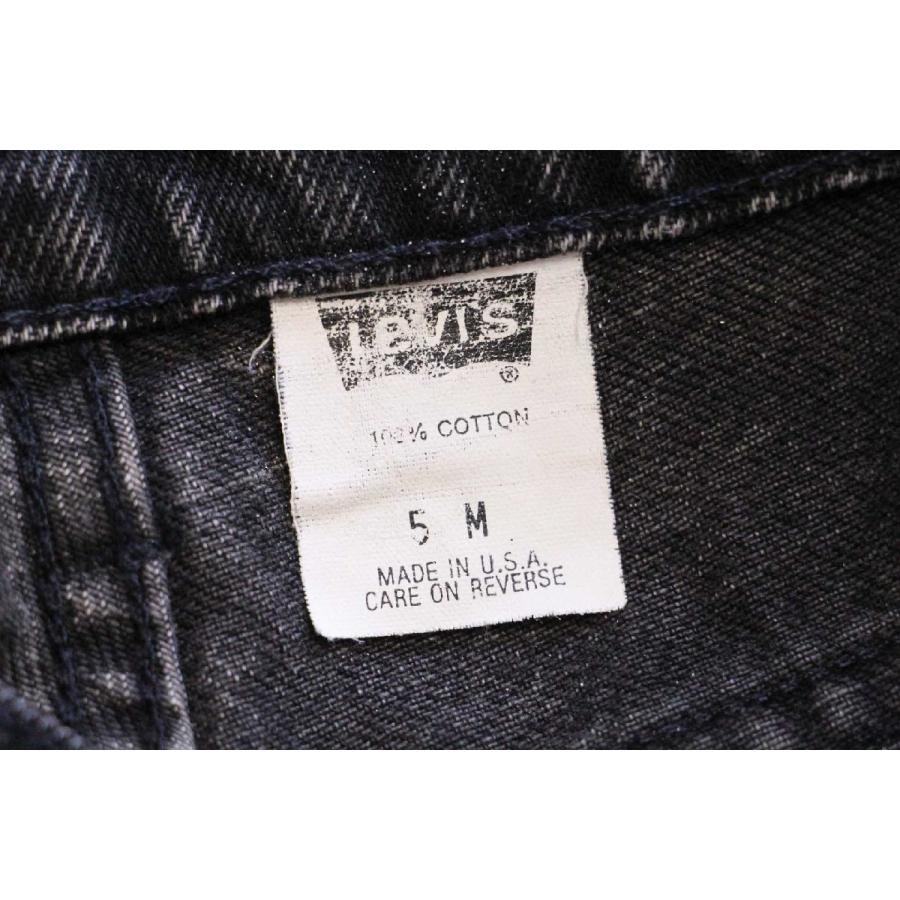 Levi's
®
100% COTTON
5 M
MADE IN U.S.A.
CARE ON REVERSE